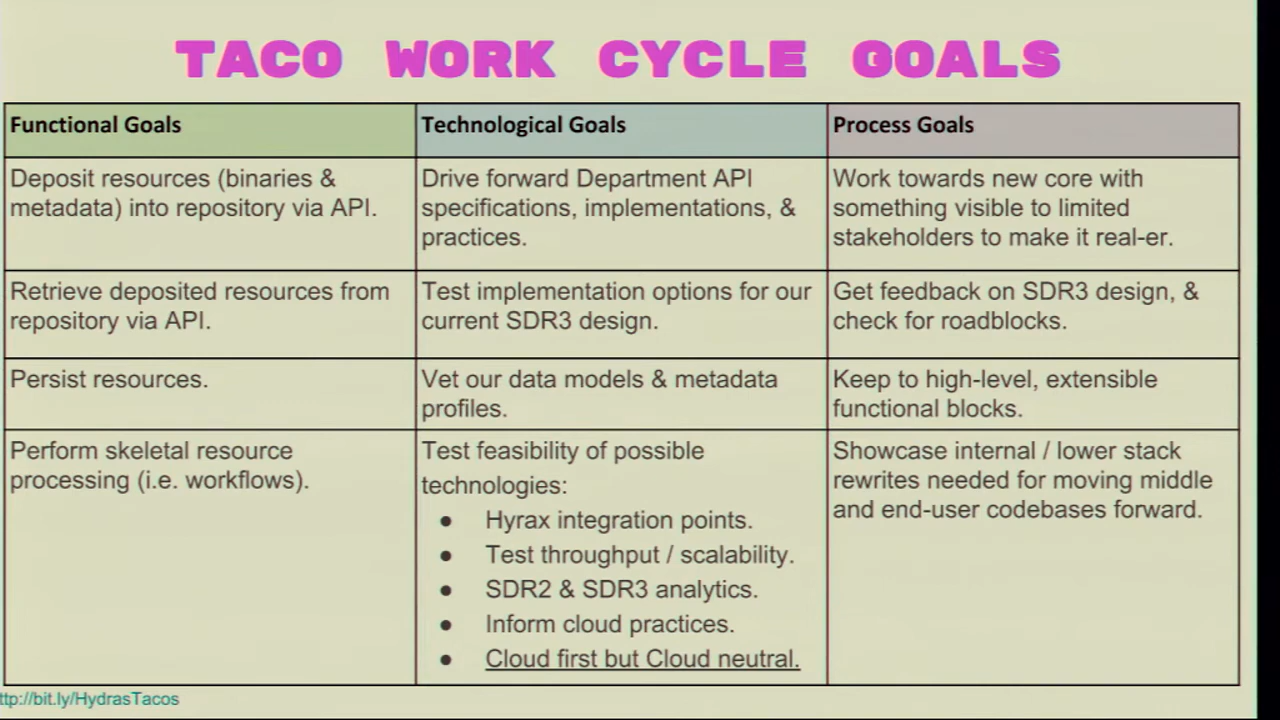 TACO WORK CYCLE GOALS
Functional Goals
Technological Goals
Process Goals
Deposit resources (binaries &
metadata) into repository via API.
Drive forward Department API
specifications, implementations, &
practices.
Work towards new core with
something visible to limited
stakeholders to make it real-er.
Retrieve deposited resources from
repository via API.
Test implementation options for our
current SDR3 design.
Get feedback on SDR3 design, &
check for roadblocks.
Persist resources.
Vet our data models & metadata
profiles.
Keep to high-level, extensible
functional blocks.
Perform skeletal resource
processing (i.e. workflows).
Test feasibility of possible
technologies:
● Hyrax integration points.
● Test throughput / scalability.
● SDR2 & SDR3 analytics.
● Inform cloud practices.
● Cloud first but Cloud neutral.
Showcase internal / lower stack
rewrites needed for moving middle
and end-user codebases forward.
ttp://bit.ly/HydrasTacos